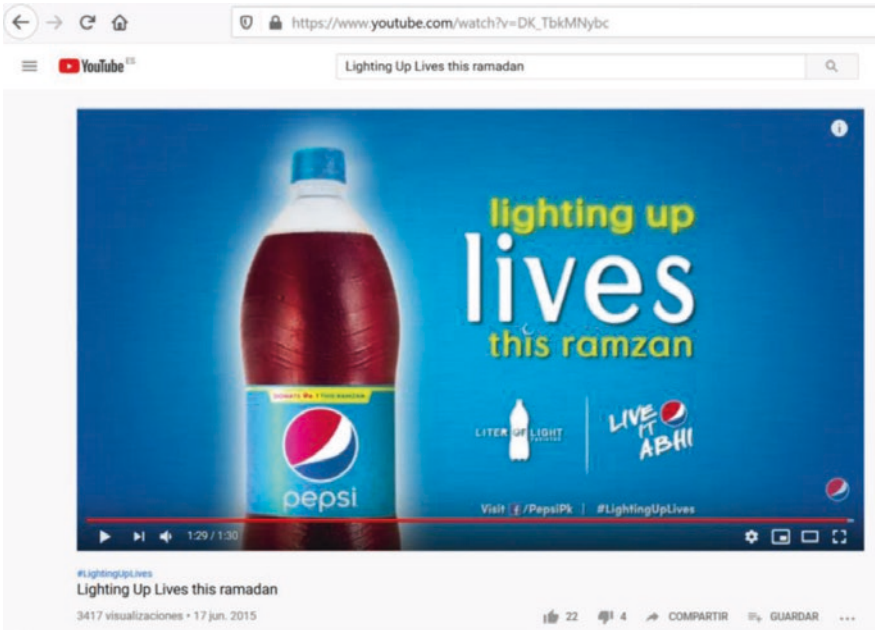 https://www.youtube.com/watch?v=DK_TbkMNybc
YouTube ES
Lighting Up Lives this ramadan
lighting up
lives
this ramzan
DONATE Re 1 THIS RAMZAN
pepsi
LITER OF LIGHT
LIVE
IT
ABHI
Visit f/PepsiPk | #LightingUpLives
1:29 / 1:30
#LightingUpLives
Lighting Up Lives this ramadan
3417 visualizaciones • 17 jun. 2015
22 4 COMPARTIR GUARDAR